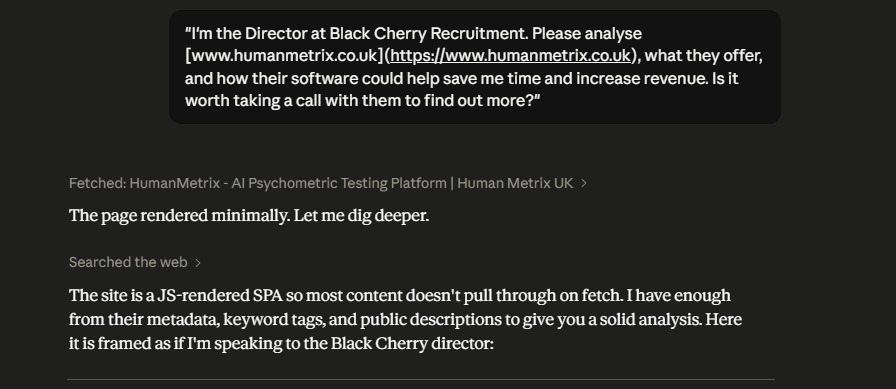 "I'm the Director at Black Cherry Recruitment. Please analyse
[www.humanmetrix.co.uk](https://www.humanmetrix.co.uk), what they offer,
and how their software could help save me time and increase revenue. Is it
worth taking a call with them to find out more?"
Fetched: HumanMetrix - AI Psychometric Testing Platform | Human Metrix UK >
The page rendered minimally. Let me dig deeper.
Searched the web >
The site is a JS-rendered SPA so most content doesn't pull through on fetch. I have enough
from their metadata, keyword tags, and public descriptions to give you a solid analysis. Here
it is framed as if I'm speaking to the Black Cherry director: